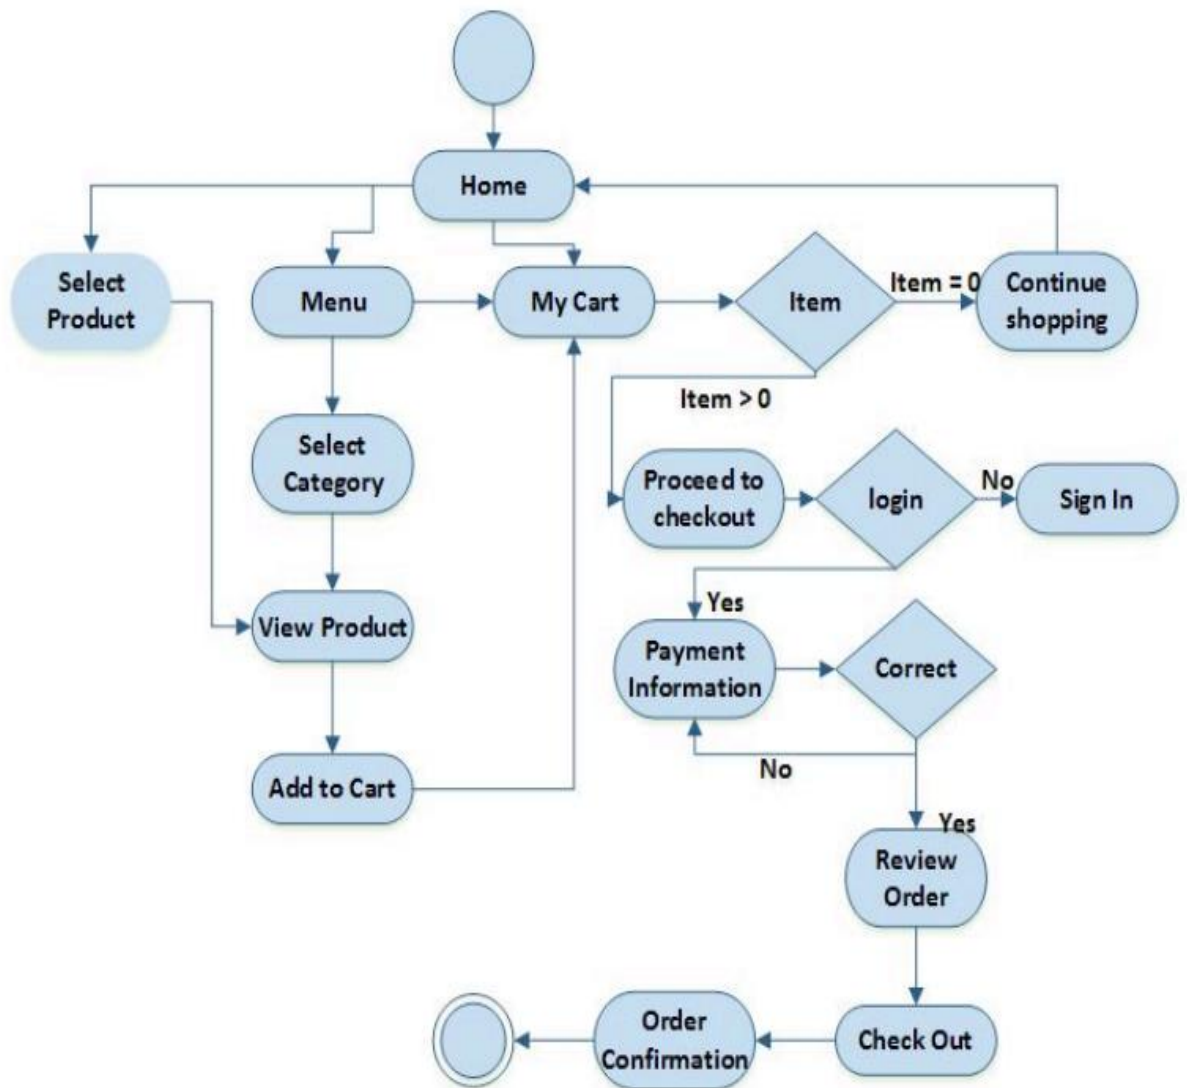 Home
Select
Product
Menu
My Cart
Item
Item = 0
Continue
shopping
Item > 0
Select
Category
Proceed to
checkout
login
No
Sign In
View Product
Yes
Payment
Information
Correct
No
Add to Cart
Yes
Review
Order
Check Out
Order
Confirmation